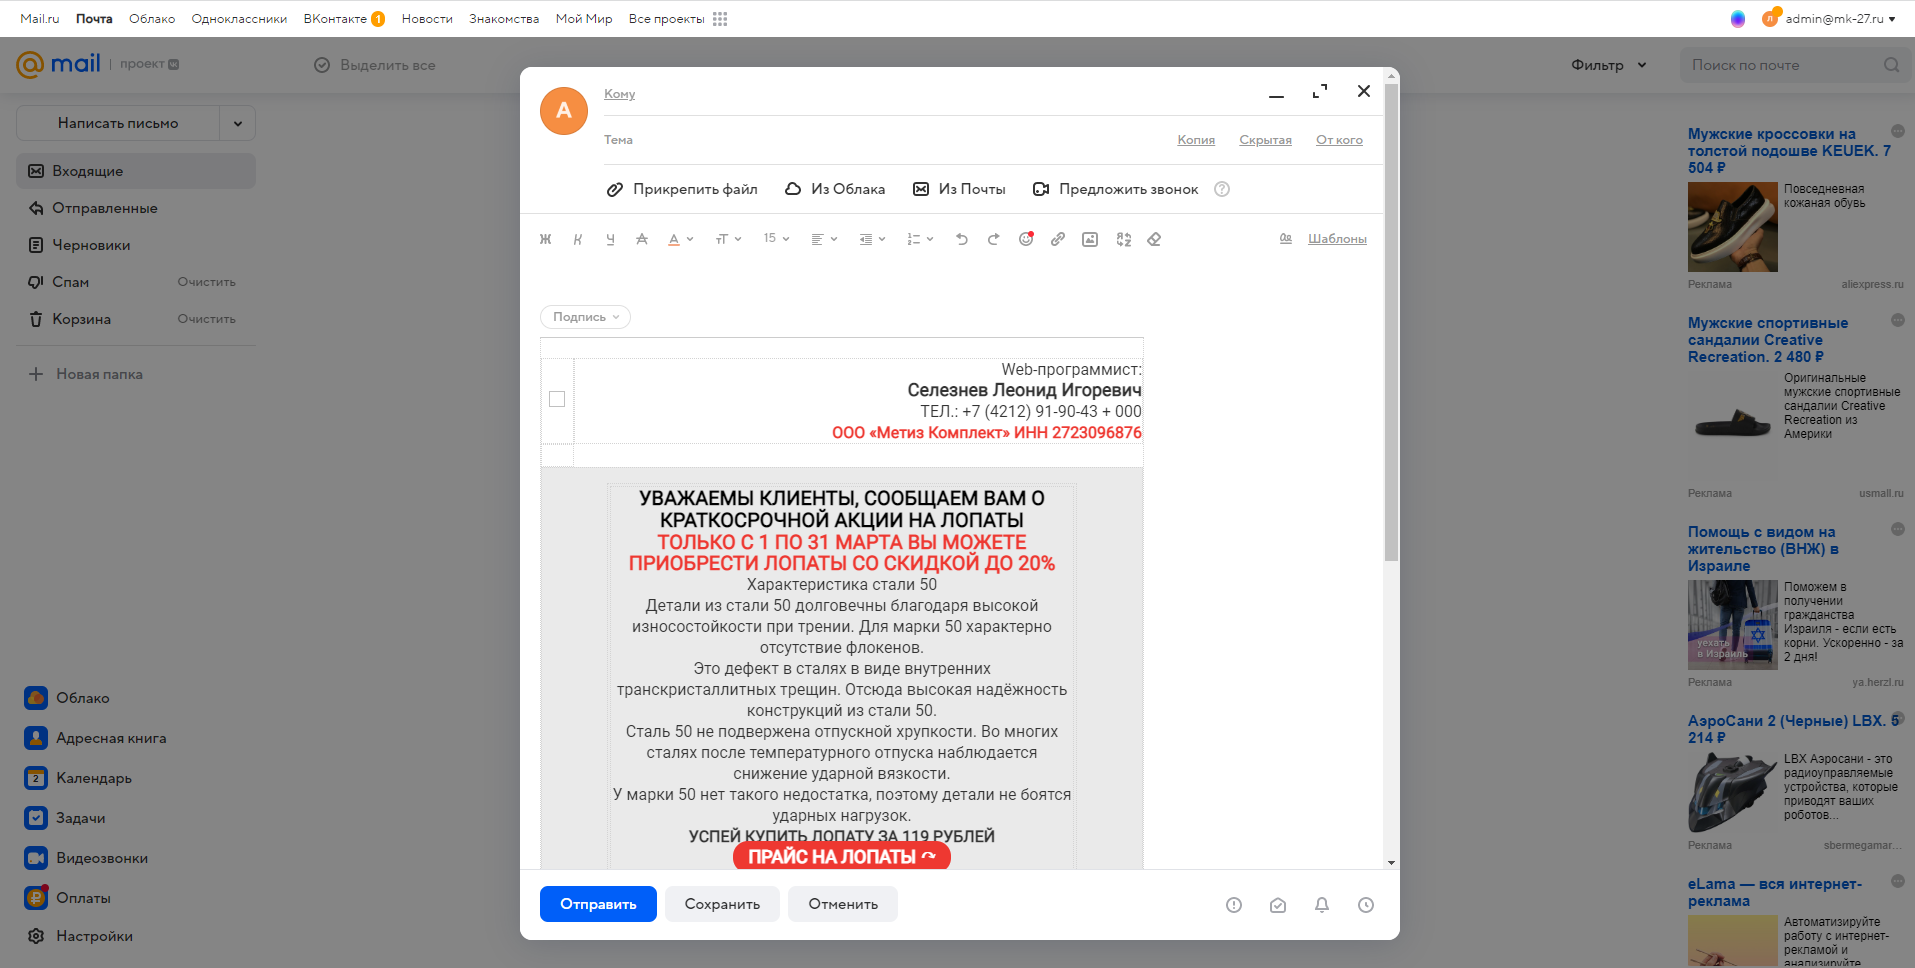 Mail.ru Почта Облако Одноклассники ВКонтакте 1 Новости Знакомства Мой Мир Все проекты
л admin@mk-27.ru
mail проект
Выделить все
Фильтр
Поиск по почте
Написать письмо
Входящие
Отправленные
Черновики
Спам Очистить
Корзина Очистить
Новая папка
Облако
Адресная книга
2 Календарь
Задачи
Видеозвонки
Оплаты
Настройки
А
Кому
Тема
Копия Скрытая От кого
Прикрепить файл Из Облака Из Почты Предложить звонок ?
Ж К Ч А А тТ 15
Шаблоны
Подпись
Web-программист:
Селезнев Леонид Игоревич
ТЕЛ.: +7 (4212) 91-90-43 + 000
ООО «Метиз Комплект» ИНН 2723096876
УВАЖАЕМЫ КЛИЕНТЫ, СООБЩАЕМ ВАМ О
КРАТКОСРОЧНОЙ АКЦИИ НА ЛОПАТЫ
ТОЛЬКО С 1 ПО 31 МАРТА ВЫ МОЖЕТЕ
ПРИОБРЕСТИ ЛОПАТЫ СО СКИДКОЙ ДО 20%
Характеристика стали 50
Детали из стали 50 долговечны благодаря высокой
износостойкости при трении. Для марки 50 характерно
отсутствие флокенов.
Это дефект в сталях в виде внутренних
транскристаллитных трещин. Отсюда высокая надёжность
конструкций из стали 50.
Сталь 50 не подвержена отпускной хрупкости. Во многих
сталях после температурного отпуска наблюдается
снижение ударной вязкости.
У марки 50 нет такого недостатка, поэтому детали не боятся
ударных нагрузок.
УСПЕЙ КУПИТЬ ЛОПАТУ ЗА 119 РУБЛЕЙ
ПРАЙС НА ЛОПАТЫ
Отправить Сохранить Отменить
Мужские кроссовки на
толстой подошве KEUEK. 7
504 ₽
Повседневная
кожаная обувь
Реклама aliexpress.ru
Мужские спортивные
сандалии Creative
Recreation. 2 480 ₽
Оригинальные
мужские спортивные
сандалии Creative
Recreation из
Америки
Реклама usmall.ru
Помощь с видом на
жительство (ВНЖ) в
Израиле
уехать
в Израиль
Поможем в
получении
гражданства
Израиля - если есть
корни. Ускоренно - за
2 дня!
Реклама ya.herzl.ru
АэроСани 2 (Черные) LBX. 5
214 ₽
LBX Аэросани - это
радиоуправляемые
устройства, которые
приводят ваших
роботов...
Реклама sbermegamar...
eLama — вся интернет-
реклама
Автоматизируйте
работу с интернет-
рекламой и
анализируйте